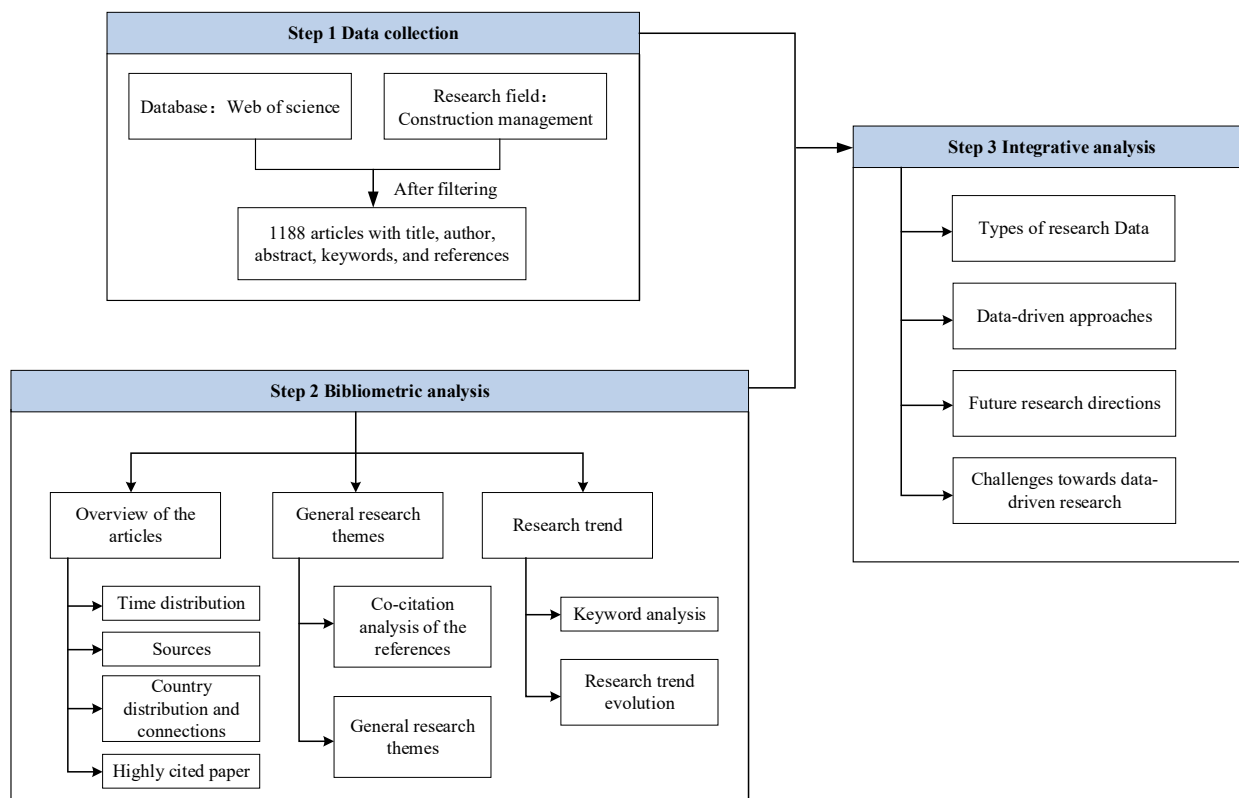 Step 1 Data collection
Database：Web of science
Research field：
Construction management
After filtering
1188 articles with title, author,
abstract, keywords, and references
Step 2 Bibliometric analysis
Overview of the
articles
Time distribution
Sources
Country
distribution and
connections
Highly cited paper
General research
themes
Co-citation
analysis of the
references
General research
themes
Research trend
Keyword analysis
Research trend
evolution
Step 3 Integrative analysis
Types of research Data
Data-driven approaches
Future research directions
Challenges towards data-
driven research